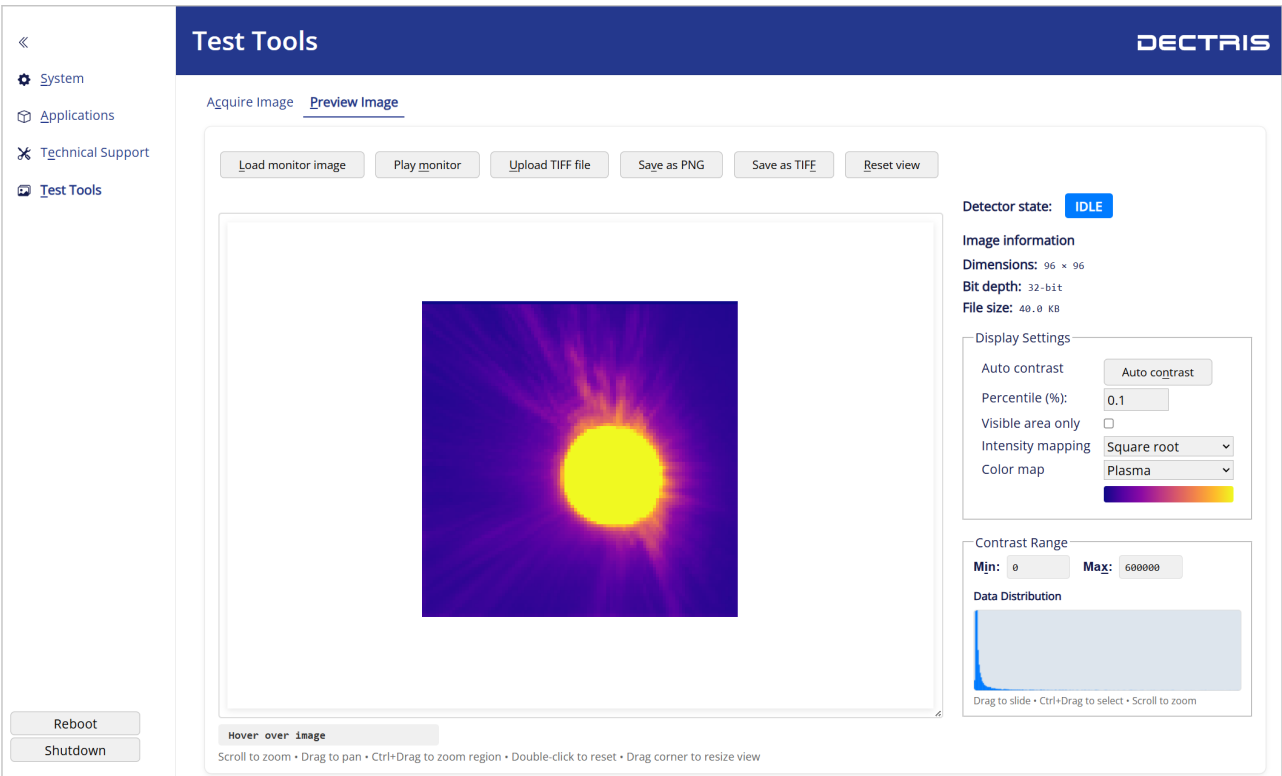 Test Tools
DECTRIS
System
Applications
Technical Support
Test Tools
Reboot
Shutdown
Acquire Image Preview Image
Load monitor image Play monitor Upload TIFF file Save as PNG Save as TIFF Reset view
Hover over image
Scroll to zoom • Drag to pan • Ctrl+Drag to zoom region • Double-click to reset • Drag corner to resize view
Detector state: IDLE
Image information
Dimensions: 96 × 96
Bit depth: 32-bit
File size: 40.0 KB
Display Settings
Auto contrast Auto contrast
Percentile (%): 0.1
Visible area only
Intensity mapping Square root
Color map Plasma
Contrast Range
Min: 0 Max: 600000
Data Distribution
Drag to slide • Ctrl+Drag to select • Scroll to zoom